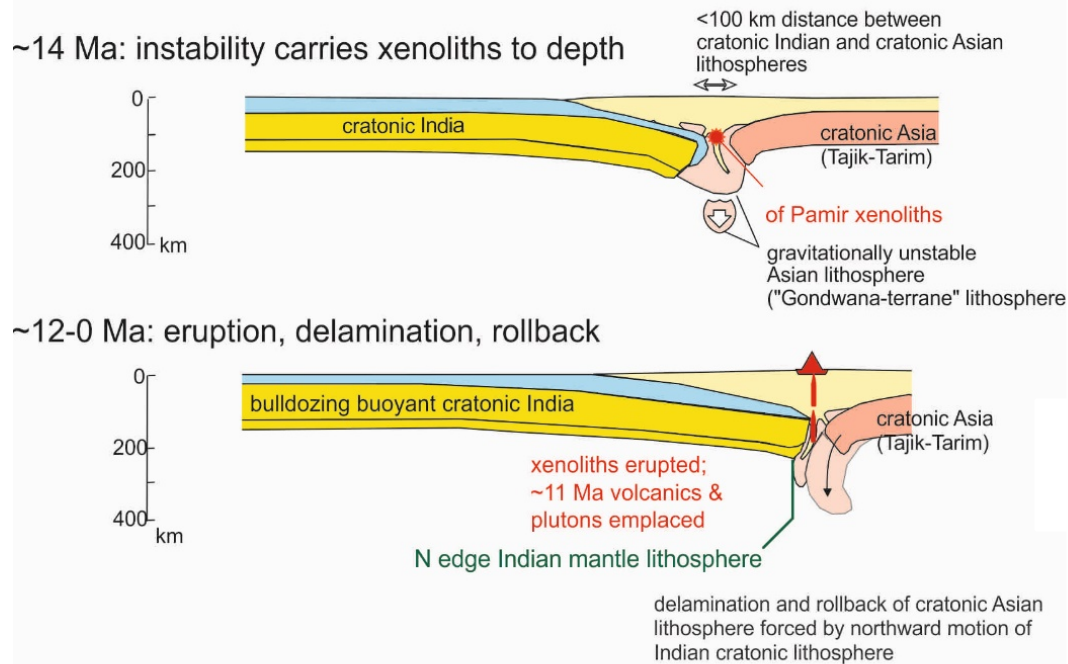 <100 km distance between
cratonic Indian and cratonic Asian
lithospheres
~14 Ma: instability carries xenoliths to depth
0
200
400
km
cratonic India
cratonic Asia
(Tajik-Tarim)
of Pamir xenoliths
gravitationally unstable
Asian lithosphere
("Gondwana-terrane" lithosphere
~12-0 Ma: eruption, delamination, rollback
0
200
400
km
bulldozing buoyant cratonic India
cratonic Asia
(Tajik-Tarim)
xenoliths erupted;
~11 Ma volcanics &
plutons emplaced
N edge Indian mantle lithosphere
delamination and rollback of cratonic Asian
lithosphere forced by northward motion of
Indian cratonic lithosphere